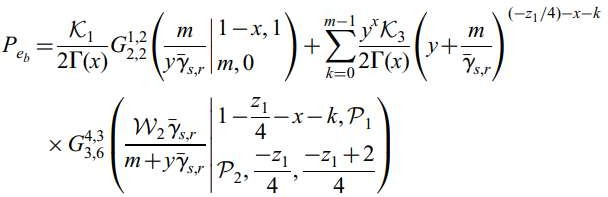 P_{e_b} = \frac{\mathcal{K}_1}{2\Gamma(x)} G_{2,2}^{1,2} \left( \frac{m}{y\bar{\gamma}_{s,r}} \middle| \begin{matrix} 1-x, 1 \\ m, 0 \end{matrix} \right) + \sum_{k=0}^{m-1} \frac{y^x \mathcal{K}_3}{2\Gamma(x)} \left( y + \frac{m}{\bar{\gamma}_{s,r}} \right)^{(-z_1/4)-x-k}
\times G_{3,6}^{4,3} \left( \frac{\mathcal{W}_2 \bar{\gamma}_{s,r}}{m + y\bar{\gamma}_{s,r}} \middle| \begin{matrix} 1 - \frac{z_1}{4} - x - k, \mathcal{P}_1 \\ \mathcal{P}_2, \frac{-z_1}{4}, \frac{-z_1+2}{4} \end{matrix} \right)